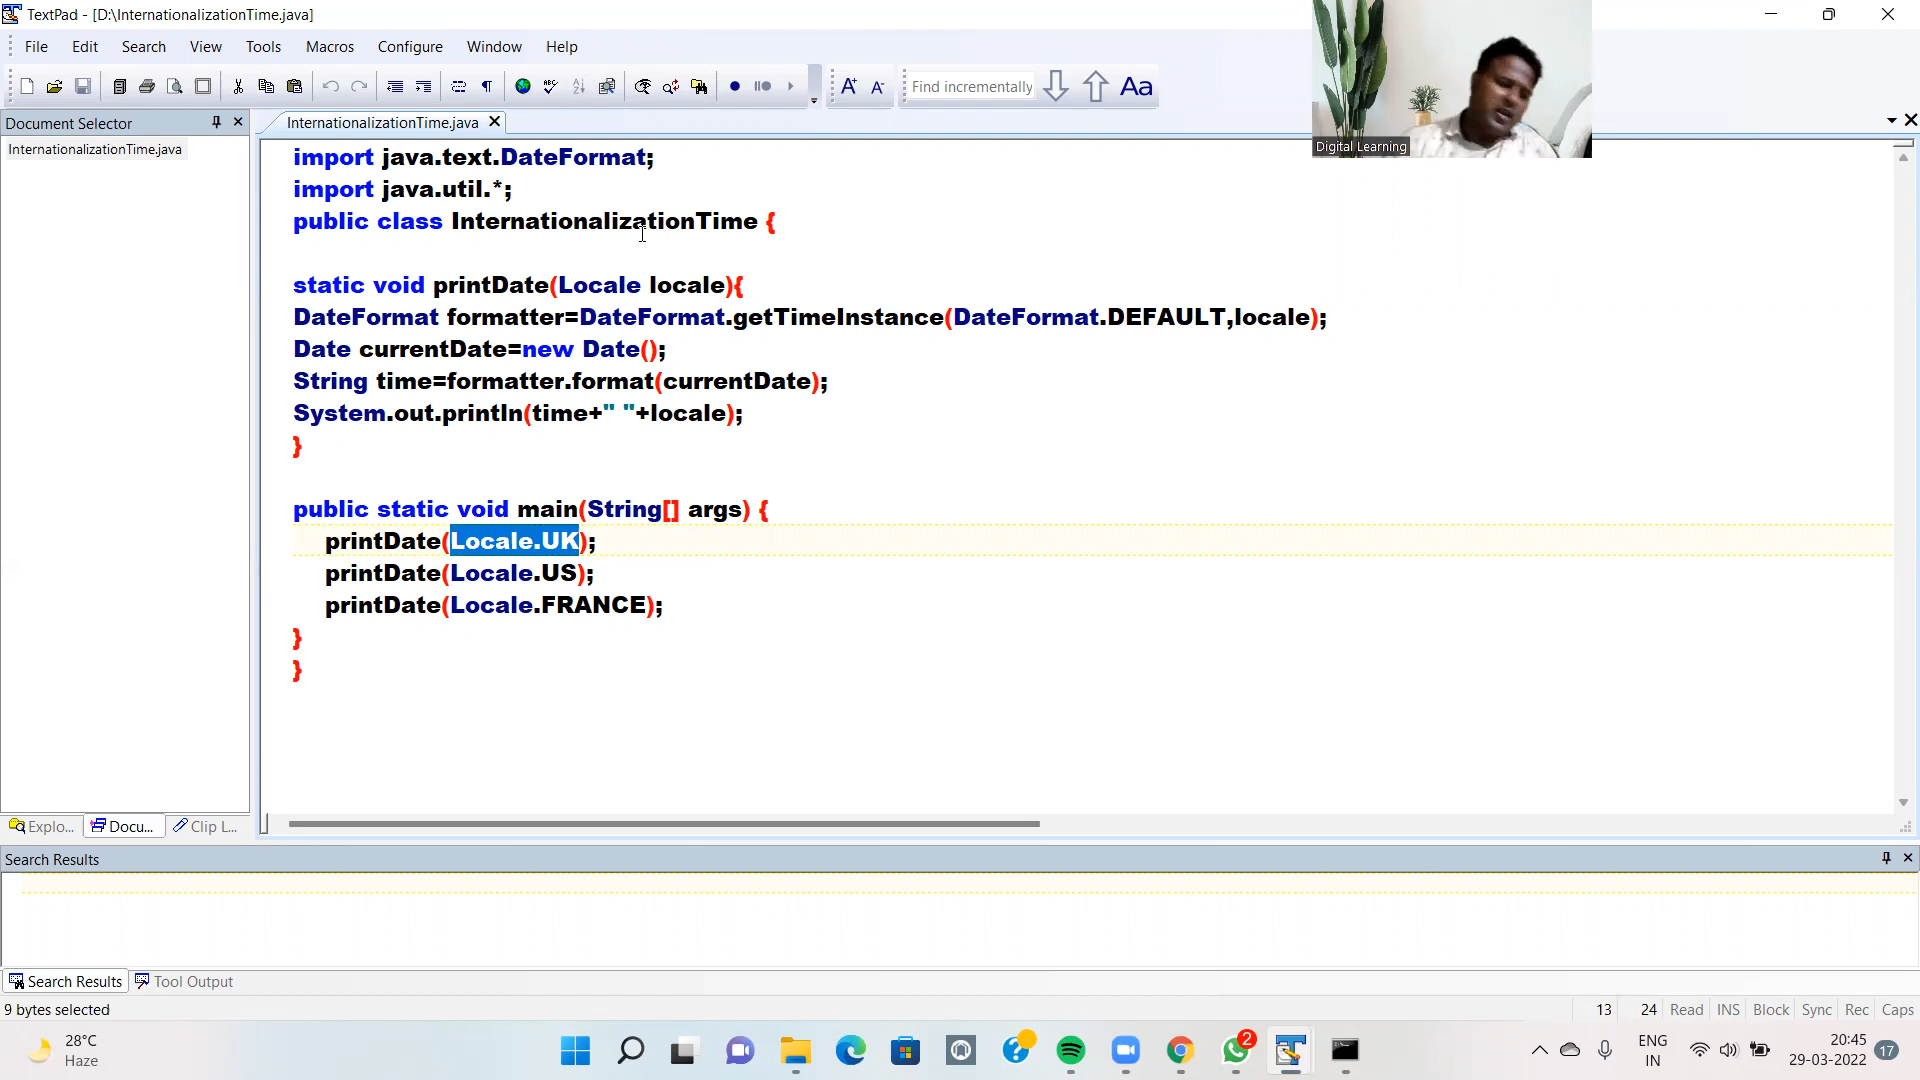 TextPad - [D:\InternationalizationTime.java]
File Edit Search View Tools Macros Configure Window Help
Find incrementally
Digital Learning
Document Selector
InternationalizationTime.java
InternationalizationTime.java
import java.text.DateFormat;
import java.util.*;
public class InternationalizationTime {
static void printDate(Locale locale){
DateFormat formatter=DateFormat.getTimeInstance(DateFormat.DEFAULT,locale);
Date currentDate=new Date();
String time=formatter.format(currentDate);
System.out.println(time+" "+locale);
}
public static void main(String[] args) {
printDate(Locale.UK);
printDate(Locale.US);
printDate(Locale.FRANCE);
}
}
Explo... Docu... Clip L...
Search Results
Search Results Tool Output
9 bytes selected
13 24 Read INS Block Sync Rec Caps
28°C
Haze
2
ENG
IN
20:45
29-03-2022
17